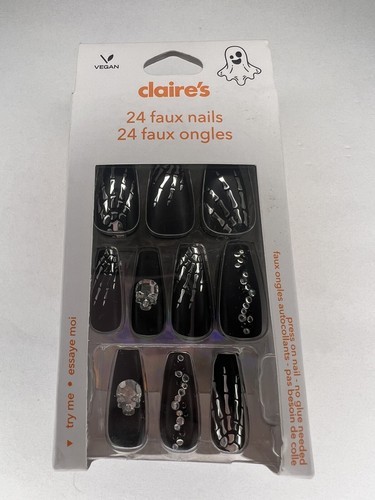 VEGAN
claire's
24 faux nails
24 faux ongles
try me • essaye moi
press on nail - no glue needed
faux ongles autocollants - pas besoin de colle